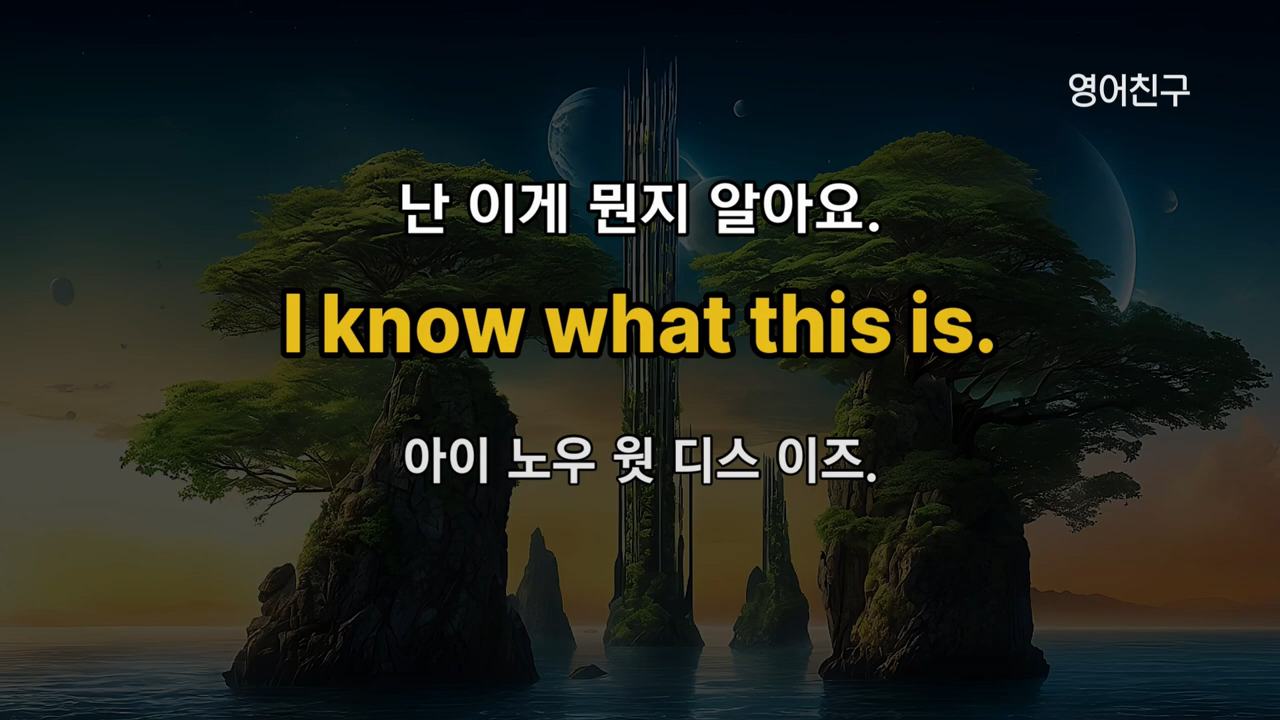 영어친구
난 이게 뭔지 알아요.
I know what this is.
아이 노우 웟 디스 이즈.